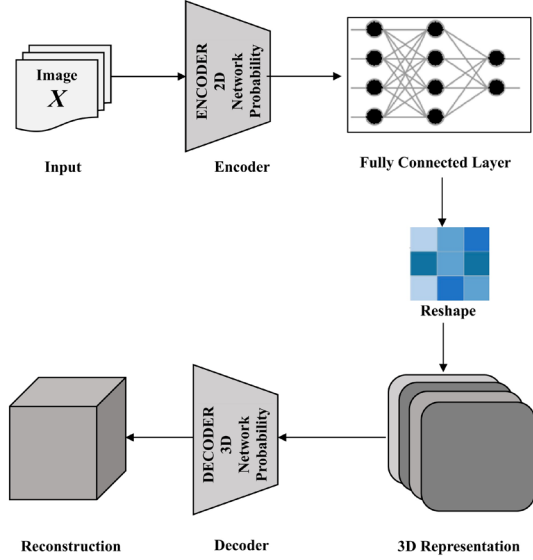 Image
X
ENCODER
2D
Network
Probability
Input
Encoder
Fully Connected Layer
Reshape
DECODER
3D
Network
Probability
Reconstruction
Decoder
3D Representation